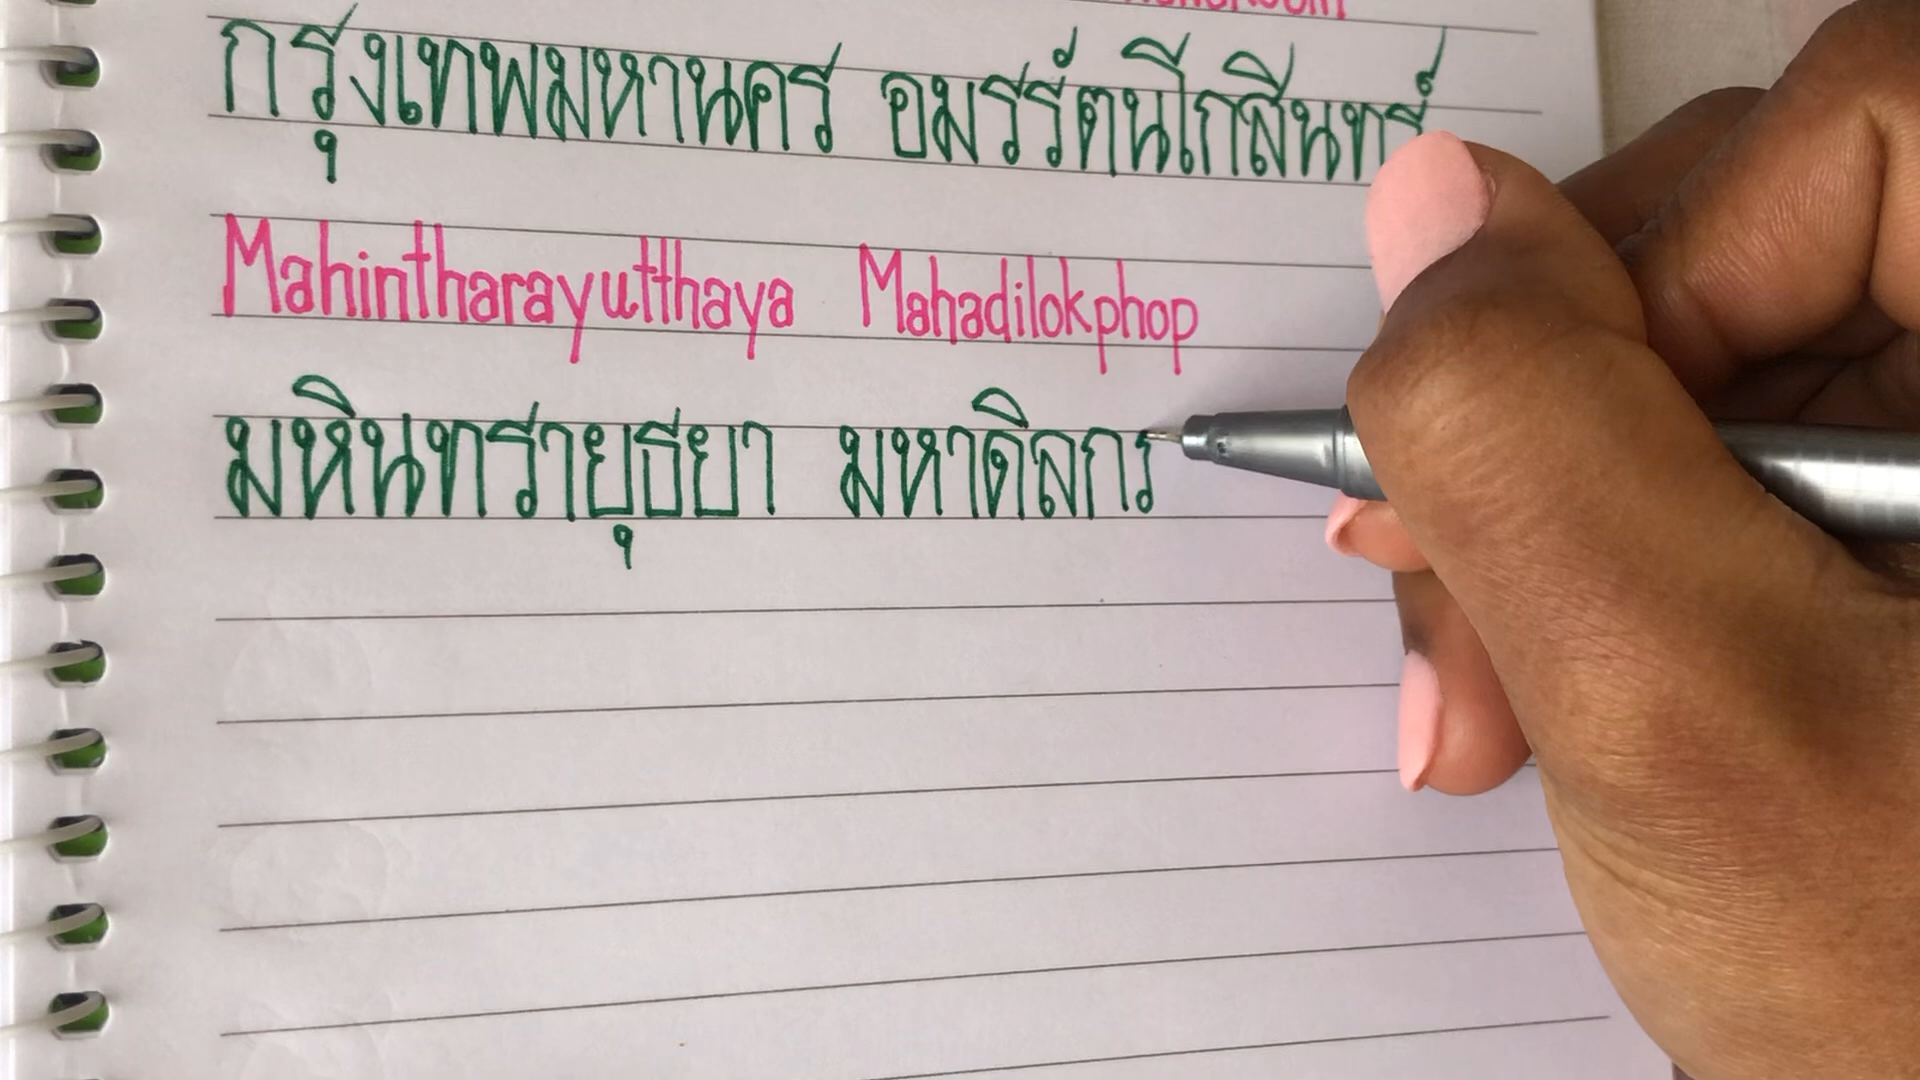 กรุงเทพมหานคร อมรรัตนโกสินทร์
Mahintharayutthaya Mahadilokphop
มหินทรายุธยา มหาดิลกร